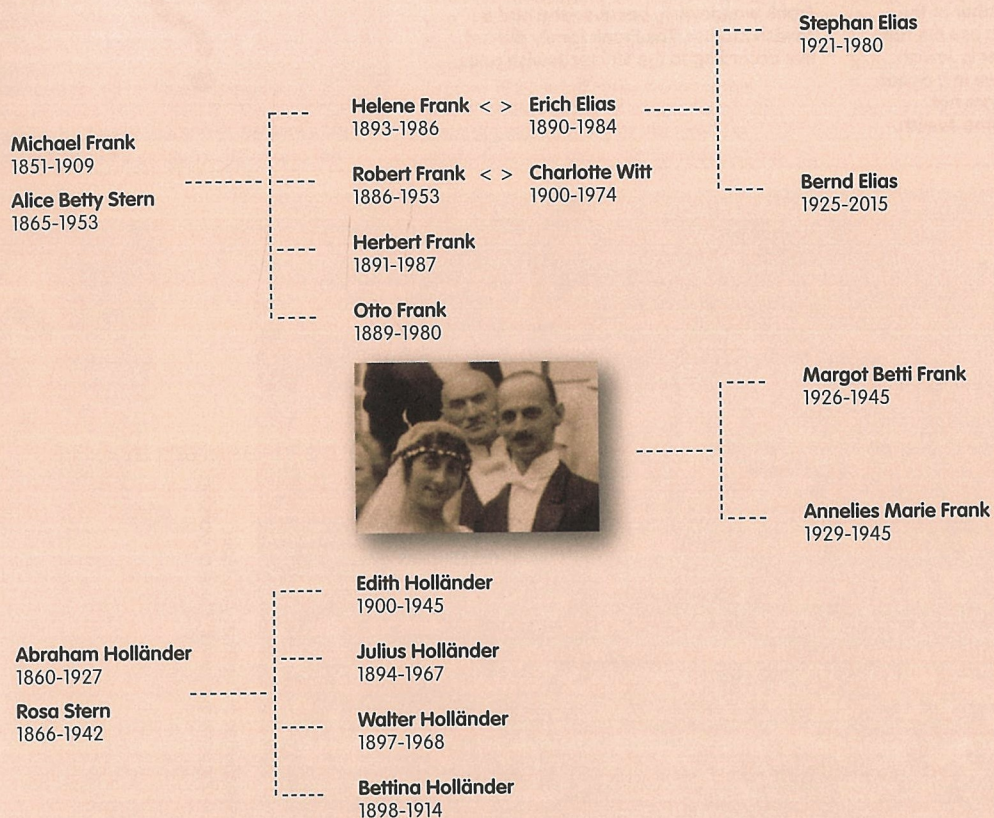 Stephan Elias
1921-1980
Helene Frank < > Erich Elias
1893-1986 1890-1984
Michael Frank
1851-1909
Alice Betty Stern
1865-1953
Robert Frank < > Charlotte Witt
1886-1953 1900-1974
Bernd Elias
1925-2015
Herbert Frank
1891-1987
Otto Frank
1889-1980
Margot Betti Frank
1926-1945
Annelies Marie Frank
1929-1945
Edith Holländer
1900-1945
Abraham Holländer
1860-1927
Rosa Stern
1866-1942
Julius Holländer
1894-1967
Walter Holländer
1897-1968
Bettina Holländer
1898-1914